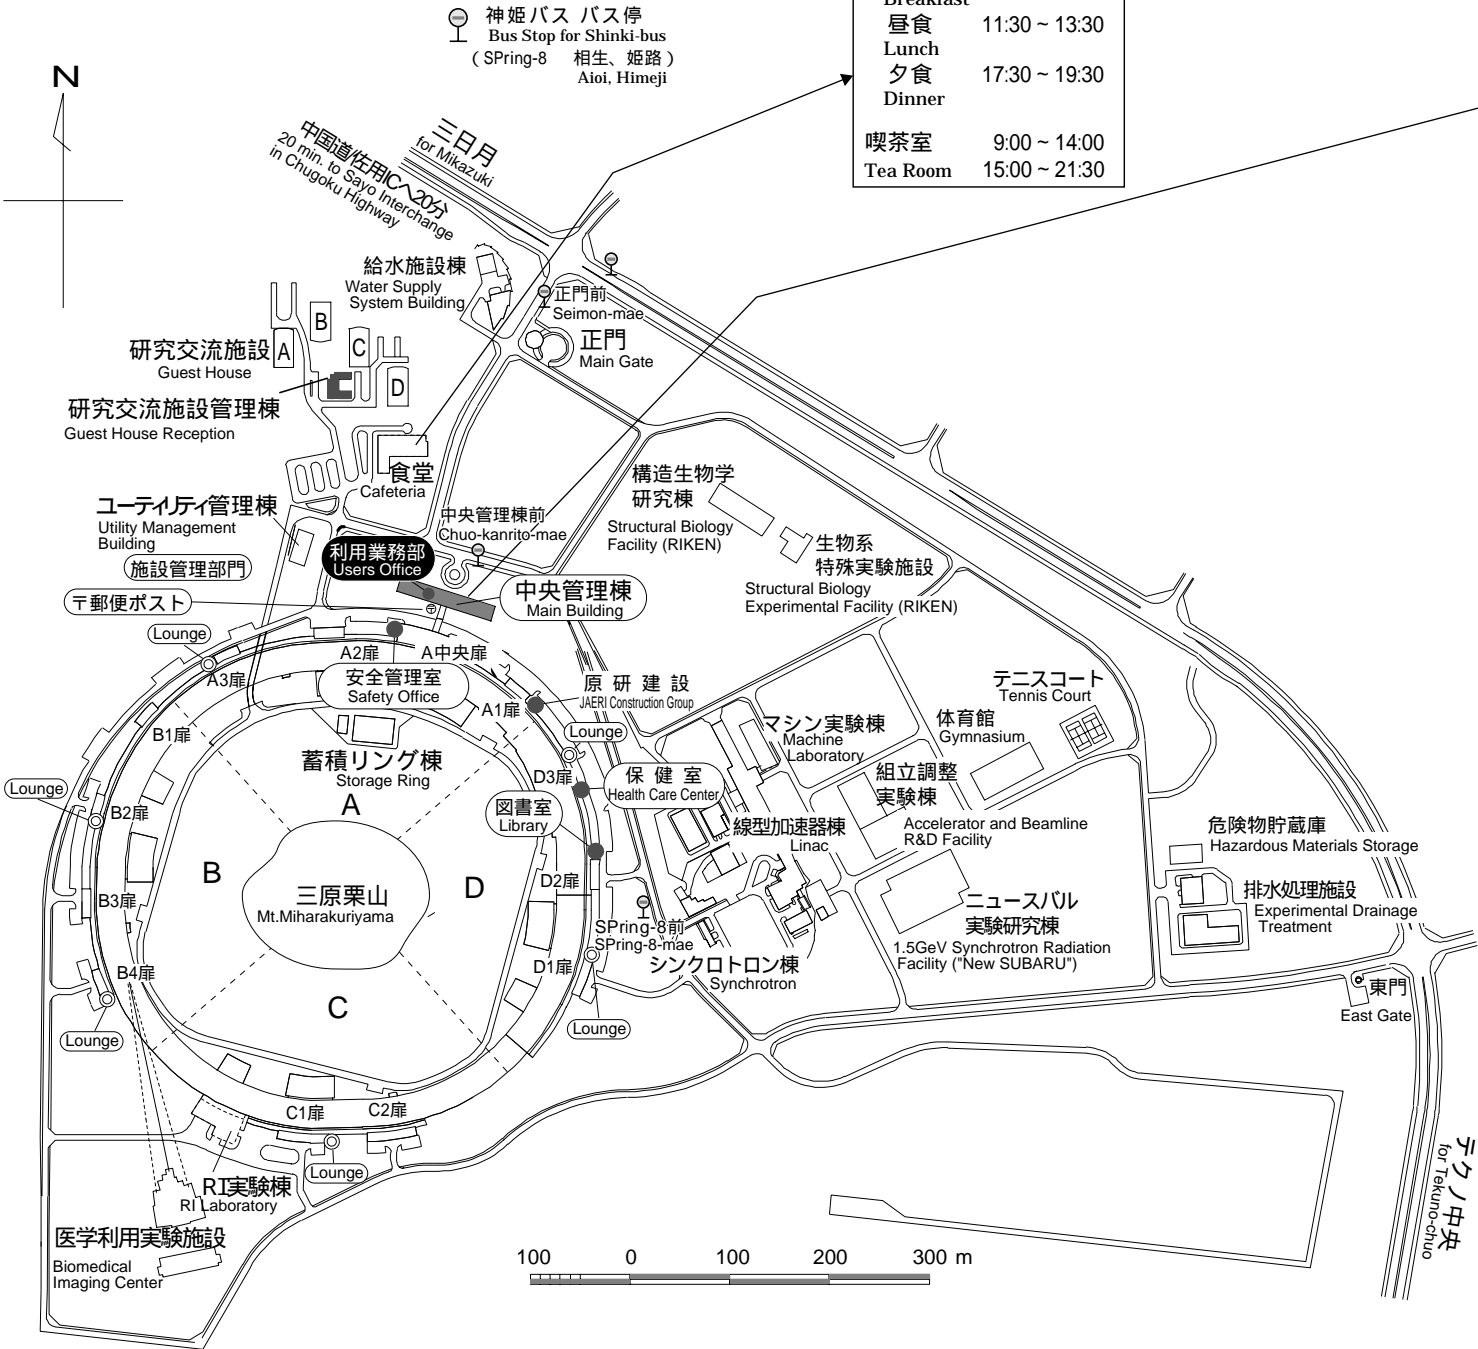 神姫バス バス停
Bus Stop for Shinki-bus
(SPring-8 相生、姫路)
Aioi, Himeji
Breakfast
昼食 11:30 ~ 13:30
Lunch
夕食 17:30 ~ 19:30
Dinner
喫茶室 9:00 ~ 14:00
Tea Room 15:00 ~ 21:30
N
三日月
for Mikazuki
中国道佐用ICへ20分
20 min. to Sayo Interchange
in Chugoku Highway
給水施設棟
Water Supply
System Building
正門前
Seimon-mae
正門
Main Gate
A
B
C
D
研究交流施設
Guest House
研究交流施設管理棟
Guest House Reception
食堂
Cafeteria
ユーティリティ管理棟
Utility Management
Building
施設管理部門
〒郵便ポスト
中央管理棟前
Chuo-kanrito-mae
利用業務部
Users Office
中央管理棟
Main Building
構造生物学
研究棟
Structural Biology
Facility (RIKEN)
生物系
特殊実験施設
Structural Biology
Experimental Facility (RIKEN)
Lounge
A3扉
A2扉
A中央扉
安全管理室
Safety Office
A1扉
原研建設
JAERI Construction Group
Lounge
D3扉
保健室
Health Care Center
図書室
Library
B1扉
蓄積リング棟
Storage Ring
A
Lounge
B2扉
B
三原栗山
Mt.Miharakuriyama
D
D2扉
B3扉
B4扉
C
D1扉
SPring-8前
SPring-8-mae
Lounge
Lounge
C1扉
C2扉
Lounge
RI実験棟
RI Laboratory
医学利用実験施設
Biomedical
Imaging Center
マシン実験棟
Machine
Laboratory
線型加速器棟
Linac
シンクロトロン棟
Synchrotron
テニスコート
Tennis Court
体育館
Gymnasium
組立調整
実験棟
Accelerator and Beamline
R&D Facility
ニュースバル
実験研究棟
1.5GeV Synchrotron Radiation
Facility ("New SUBARU")
危険物貯蔵庫
Hazardous Materials Storage
排水処理施設
Experimental Drainage
Treatment
東門
East Gate
テクノ中央
for Tekuno-chuo
100 0 100 200 300 m